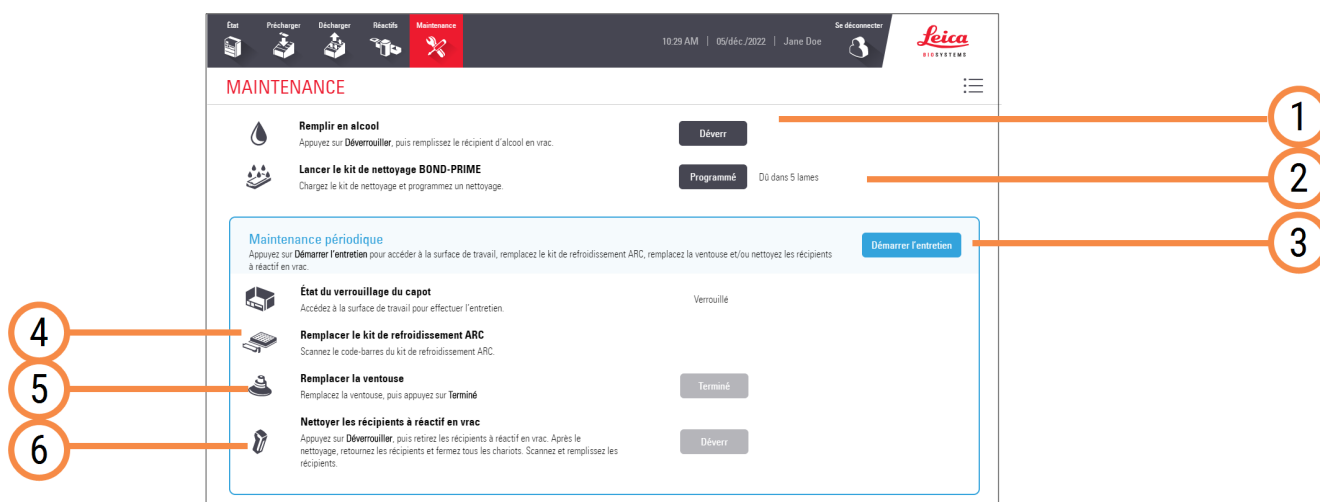 État Précharger Décharger Réactifs Maintenance Se déconnecter
10:29 AM | 05/déc./2022 | Jane Doe
Leica
BIOSYSTEMS
MAINTENANCE
1
Remplir en alcool
Appuyez sur Déverrouiller, puis remplissez le récipient d'alcool en vrac.
Déverr
2
Lancer le kit de nettoyage BOND-PRIME
Chargez le kit de nettoyage et programmez un nettoyage.
Programmé
Dû dans 5 lames
3
Maintenance périodique
Appuyez sur Démarrer l'entretien pour accéder à la surface de travail, remplacez le kit de refroidissement ARC, remplacez la ventouse et/ou nettoyez les récipients
à réactif en vrac.
Démarrer l'entretien
État du verrouillage du capot
Accédez à la surface de travail pour effectuer l'entretien.
Verrouillé
4
Remplacer le kit de refroidissement ARC
Scannez le code-barres du kit de refroidissement ARC.
5
Remplacer la ventouse
Remplacez la ventouse, puis appuyez sur Terminé
Terminé
6
Nettoyer les récipients à réactif en vrac
Appuyez sur Déverrouiller, puis retirez les récipients à réactif en vrac. Après le
nettoyage, retournez les récipients et fermez tous les chariots. Scannez et remplissez les
récipients.
Déverr